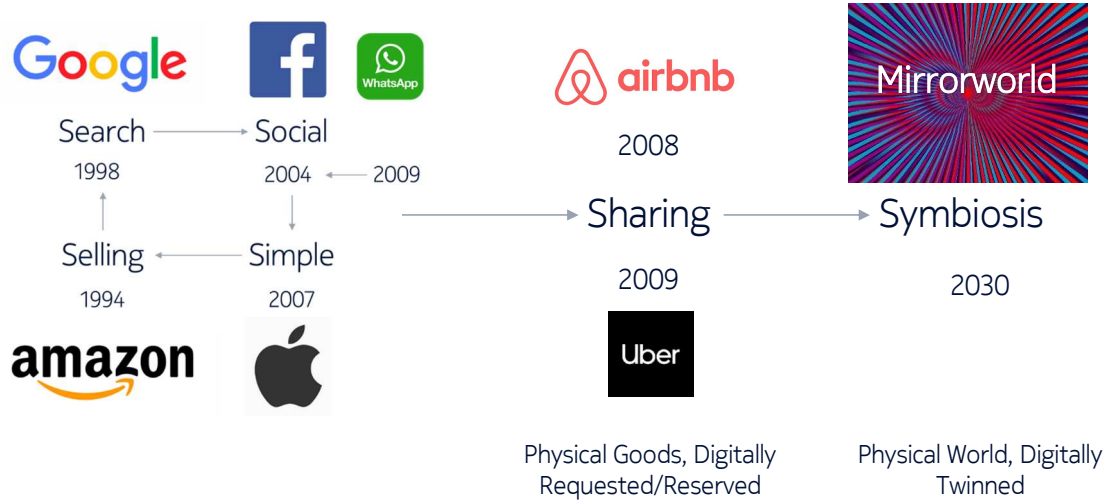 Google
WhatsApp
Search
Social
1998
2004
2009
Selling
Simple
1994
2007
amazon
airbnb
2008
Sharing
2009
Uber
Physical Goods, Digitally
Requested/Reserved
Mirrorworld
Symbiosis
2030
Physical World, Digitally
Twinned